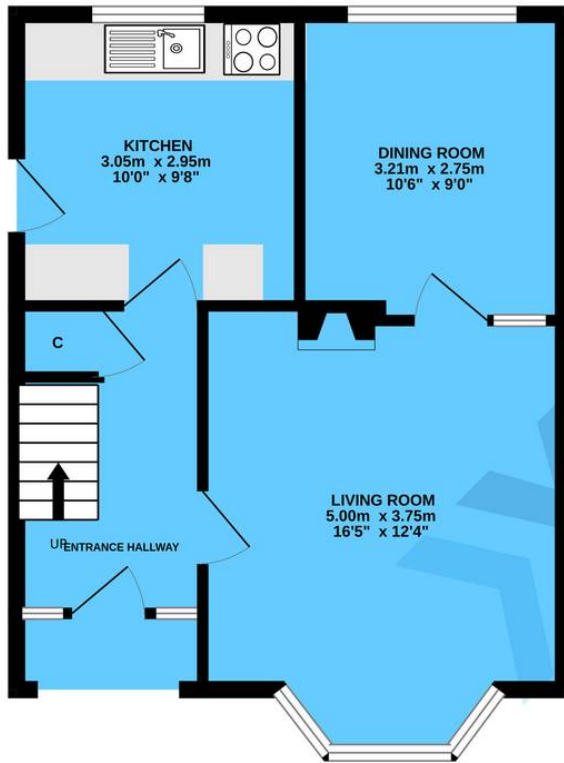 KITCHEN
3.05m x 2.95m
10'0" x 9'8"
DINING ROOM
3.21m x 2.75m
10'6" x 9'0"
C
LIVING ROOM
5.00m x 3.75m
16'5" x 12'4"
UP
ENTRANCE HALLWAY